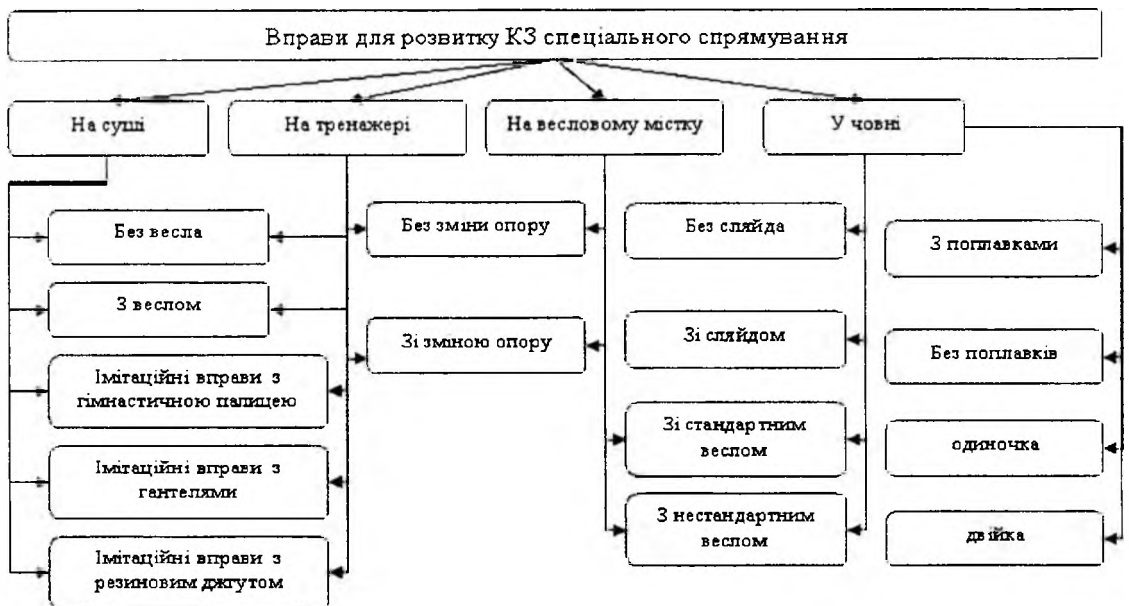 Вправи для розвитку КЗ спеціального спрямування
На суші
На тренажері
На весловому містку
У човні
Без весла
З веслом
Імітаційні вправи з
гімнастичною палицею
Імітаційні вправи з
гантелями
Імітаційні вправи з
резиновим джгутом
Без зміни опору
Зі зміною опору
Без сляйда
Зі сляйдом
Зі стандартним
веслом
З нестандартним
веслом
З поплавками
Без поплавків
одиночка
двійка